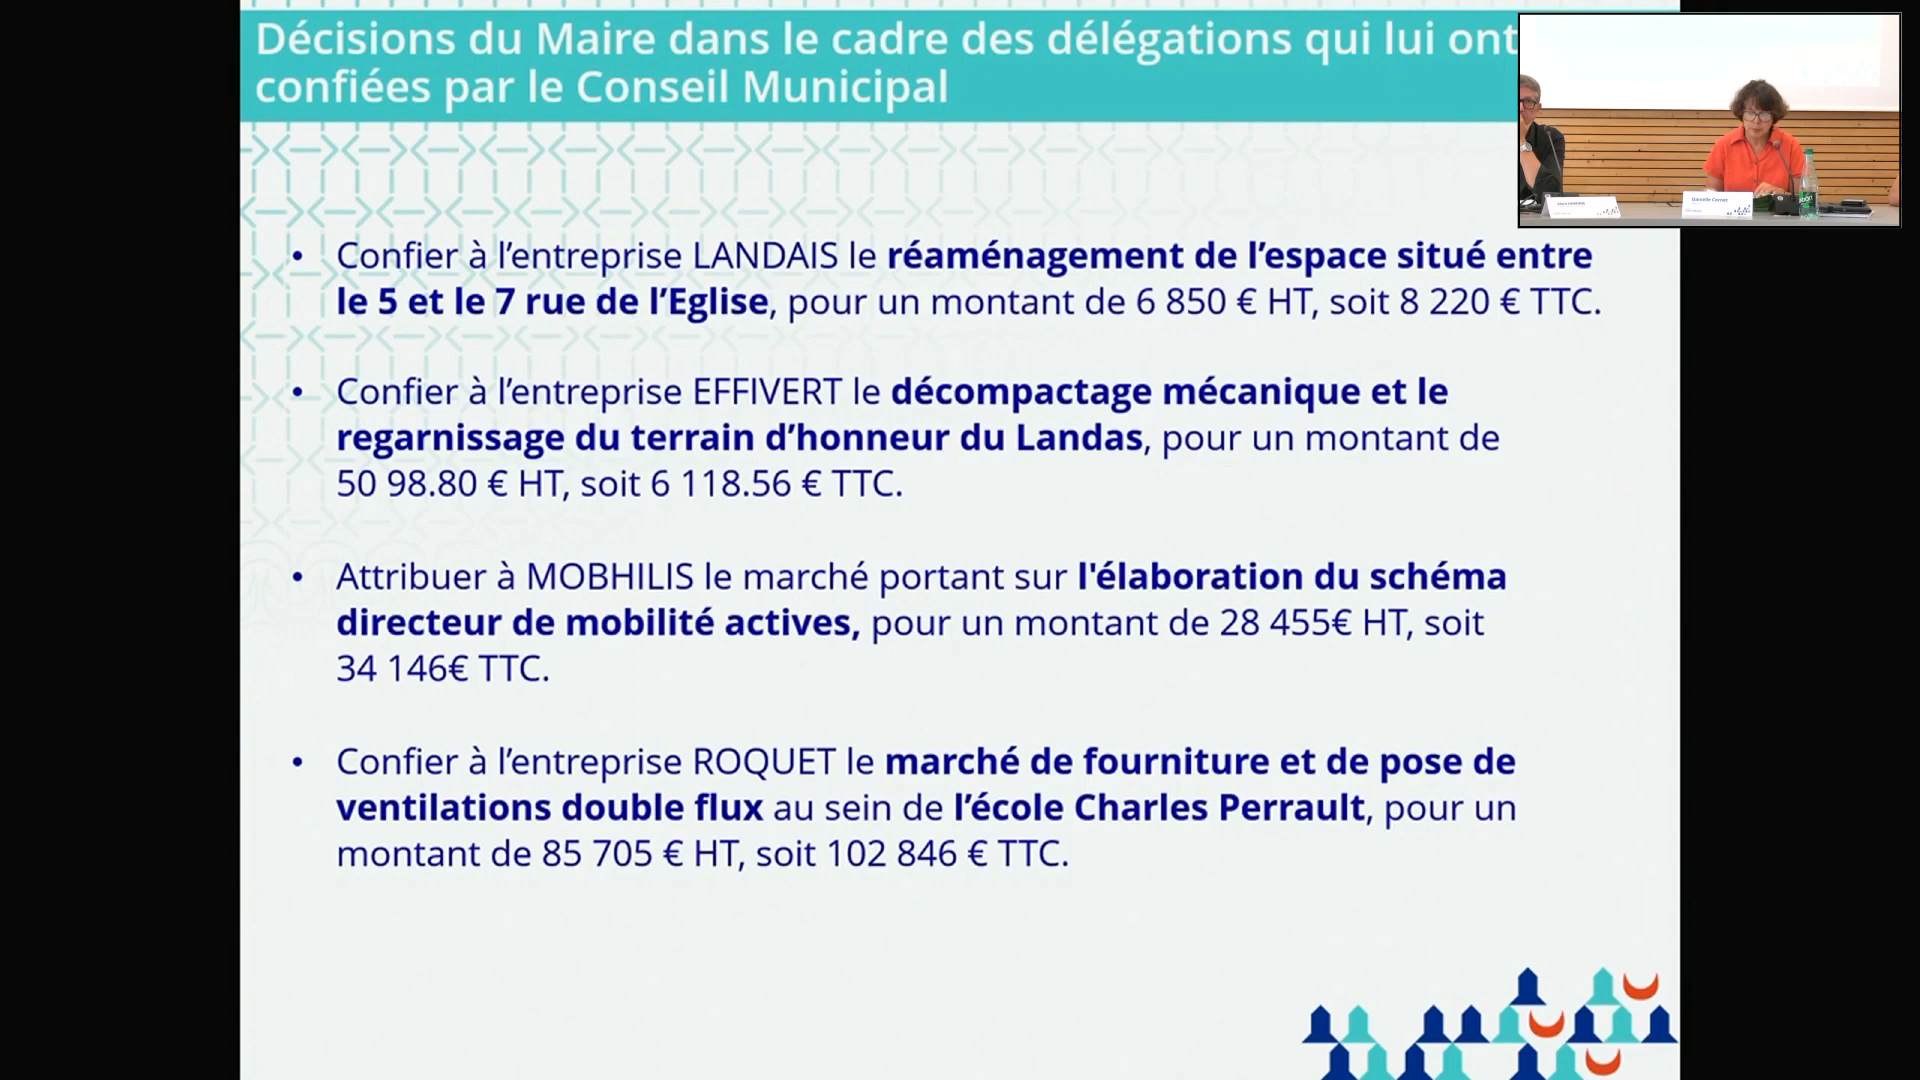 Décisions du Maire dans le cadre des délégations qui lui ont
confiées par le Conseil Municipal
• Confier à l’entreprise LANDAIS le réaménagement de l’espace situé entre
le 5 et le 7 rue de l’Eglise, pour un montant de 6 850 € HT, soit 8 220 € TTC.
• Confier à l’entreprise EFFIVERT le décompactage mécanique et le
regarnissage du terrain d’honneur du Landas, pour un montant de
50 98.80 € HT, soit 6 118.56 € TTC.
• Attribuer à MOBHILIS le marché portant sur l'élaboration du schéma
directeur de mobilité actives, pour un montant de 28 455€ HT, soit
34 146€ TTC.
• Confier à l’entreprise ROQUET le marché de fourniture et de pose de
ventilations double flux au sein de l’école Charles Perrault, pour un
montant de 85 705 € HT, soit 102 846 € TTC.
Danielle Cornet